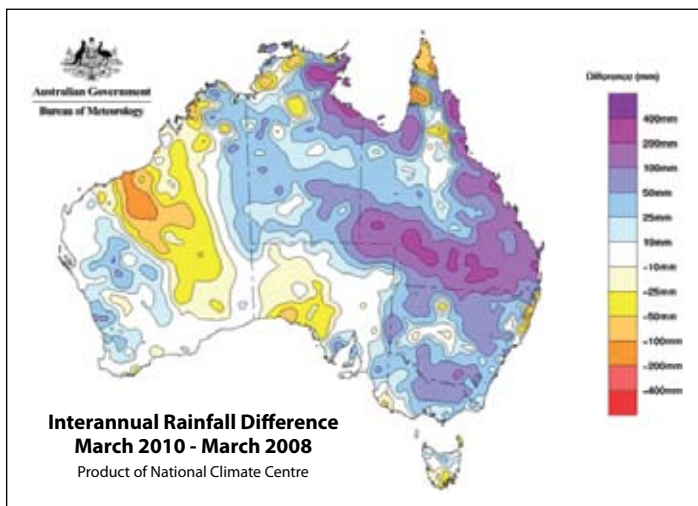 Australian Government
Bureau of Meteorology
Difference (mm)
400mm
200mm
100mm
50mm
25mm
10mm
-10mm
-25mm
-50mm
-100mm
-200mm
-400mm
Interannual Rainfall Difference
March 2010 - March 2008
Product of National Climate Centre